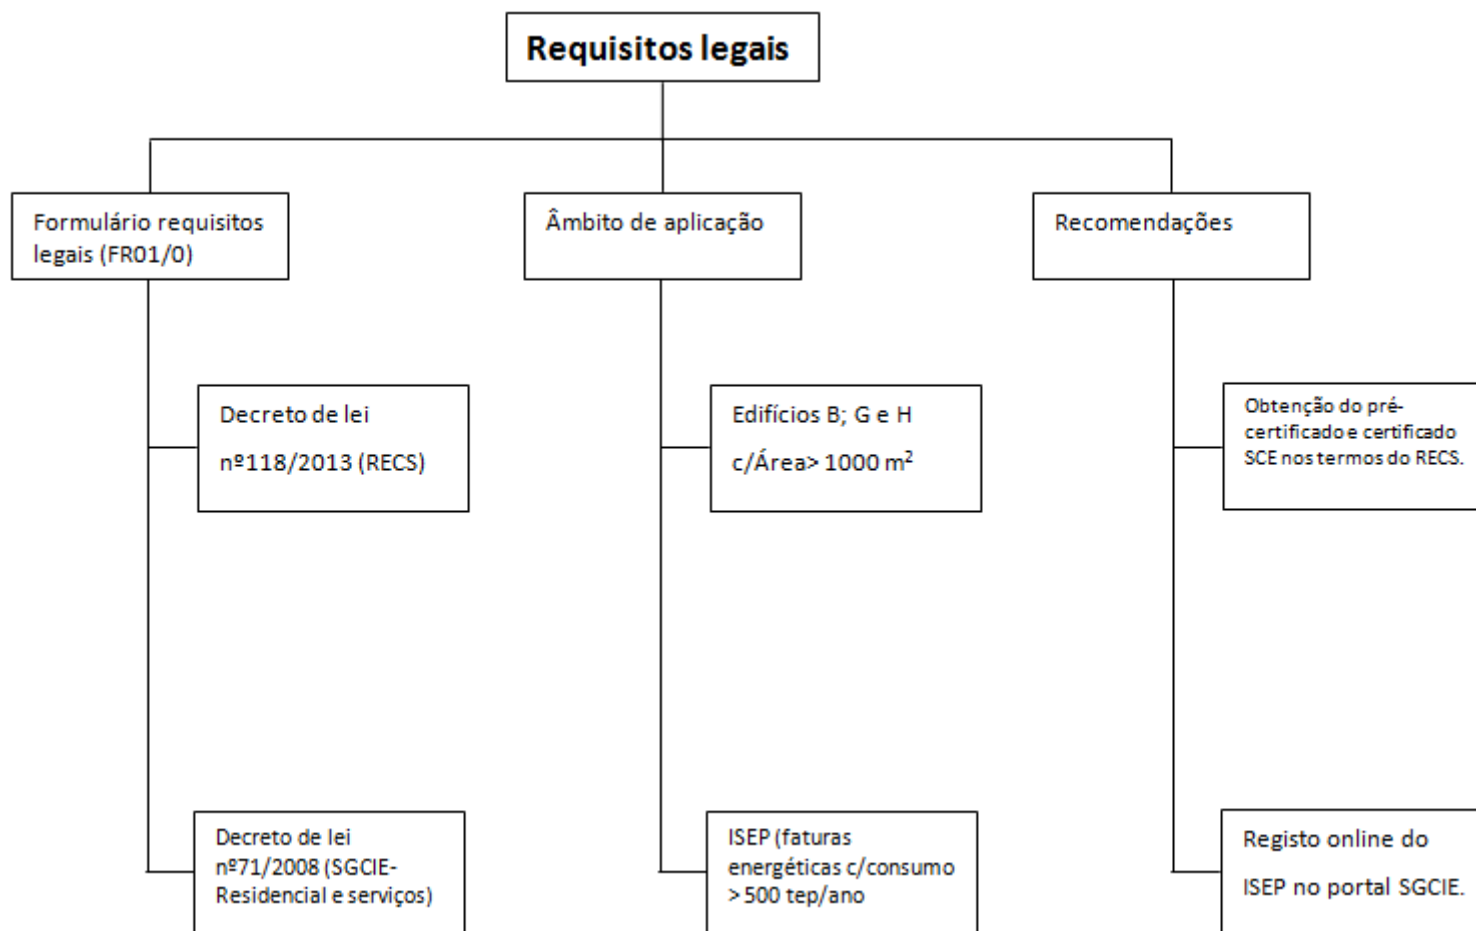 Requisitos legais
Formulário requisitos
legais (FR01/0)
Âmbito de aplicação
Recomendações
Decreto de lei
nº118/2013 (RECS)
Edifícios B; G e H
c/Área> 1000 m²
Obtenção do pré-
certificado e certificado
SCE nos termos do RECS.
Decreto de lei
nº71/2008 (SGCIE-
Residencial e serviços)
ISEP (faturas
energéticas c/consumo
> 500 tep/ano
Registo online do
ISEP no portal SGCIE.